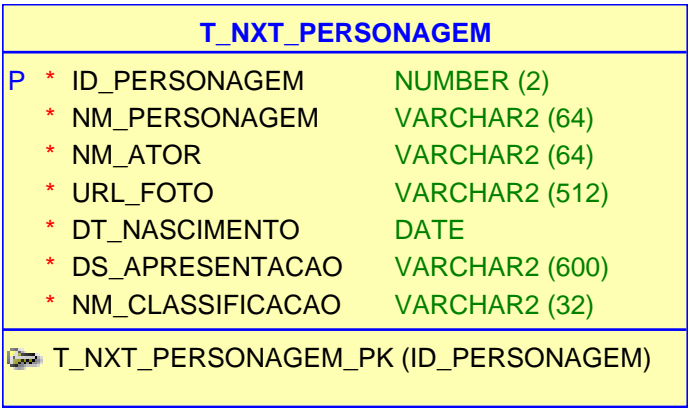 T_NXT_PERSONAGEM
P * ID_PERSONAGEM NUMBER (2)
* NM_PERSONAGEM VARCHAR2 (64)
* NM_ATOR VARCHAR2 (64)
* URL_FOTO VARCHAR2 (512)
* DT_NASCIMENTO DATE
* DS_APRESENTACAO VARCHAR2 (600)
* NM_CLASSIFICACAO VARCHAR2 (32)
T_NXT_PERSONAGEM_PK (ID_PERSONAGEM)